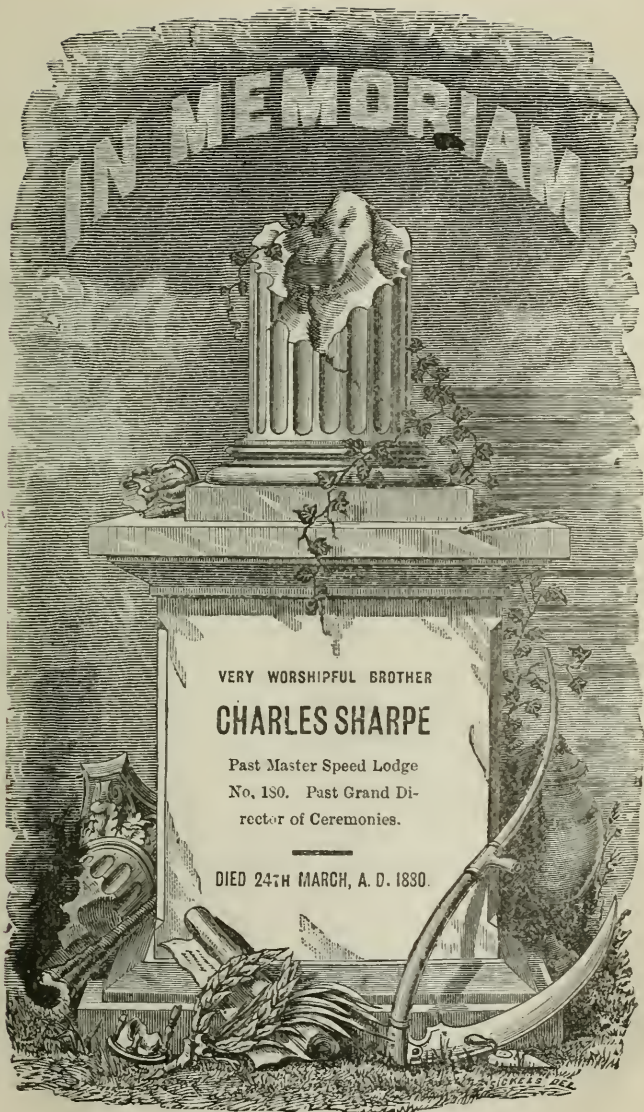 IN MEMORIAM
VERY WORSHIPFUL BROTHER
CHARLES SHARPE
Past Master Speed Lodge
No. 180. Past Grand Di-
rector of Ceremonies.
DIED 24TH MARCH, A. D. 1880.